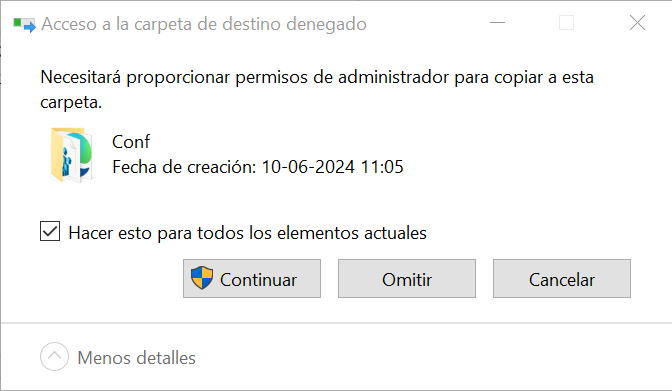 Acceso a la carpeta de destino denegado
Necesitará proporcionar permisos de administrador para copiar a esta
carpeta.
Conf
Fecha de creación: 10-06-2024 11:05
Hacer esto para todos los elementos actuales
Continuar
Omitir
Cancelar
Menos detalles